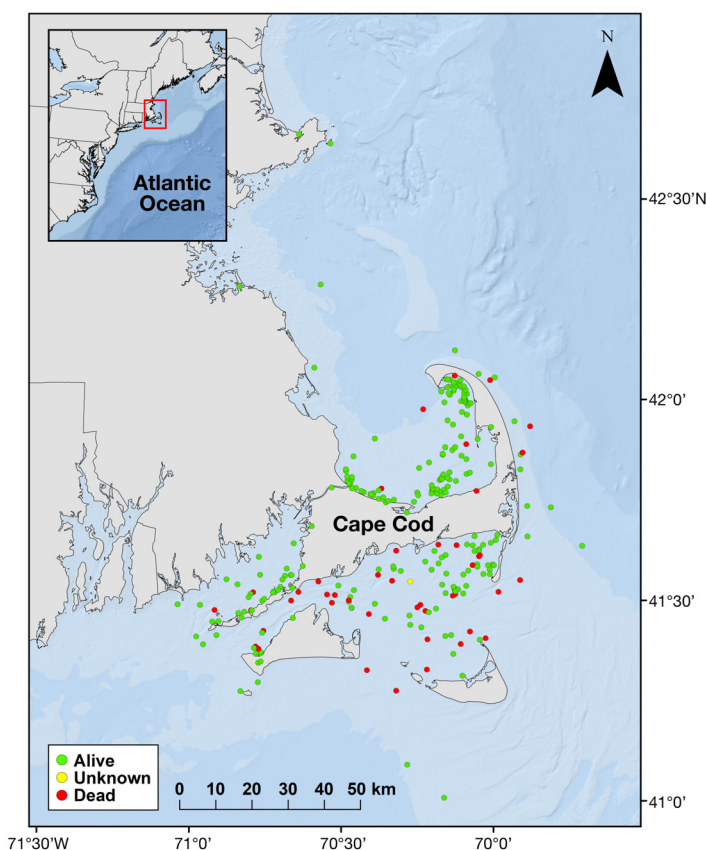 N
Atlantic
Ocean
42°30’N
42°0’
Cape Cod
41°30’
Alive
Unknown
Dead
0 10 20 30 40 50 km
41°0’
71°50’W 71°0’ 70°30’ 70°0’